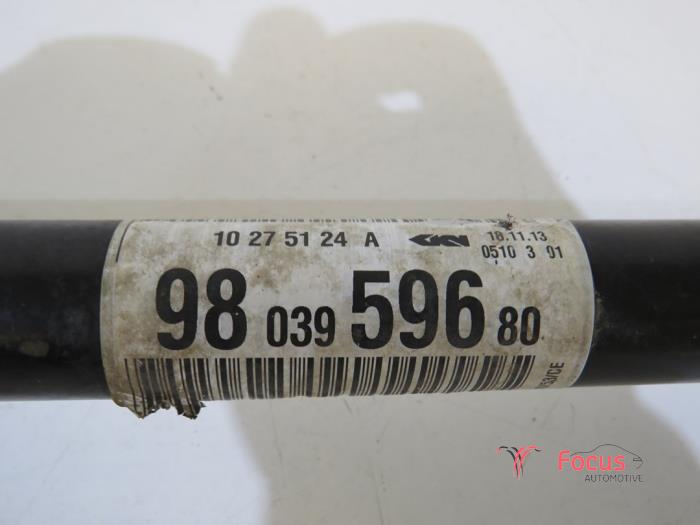 10 27 51 24 A GKN 18.11.13
0510 3 01
98 039 596 80
Focus
AUTOMOTIVE